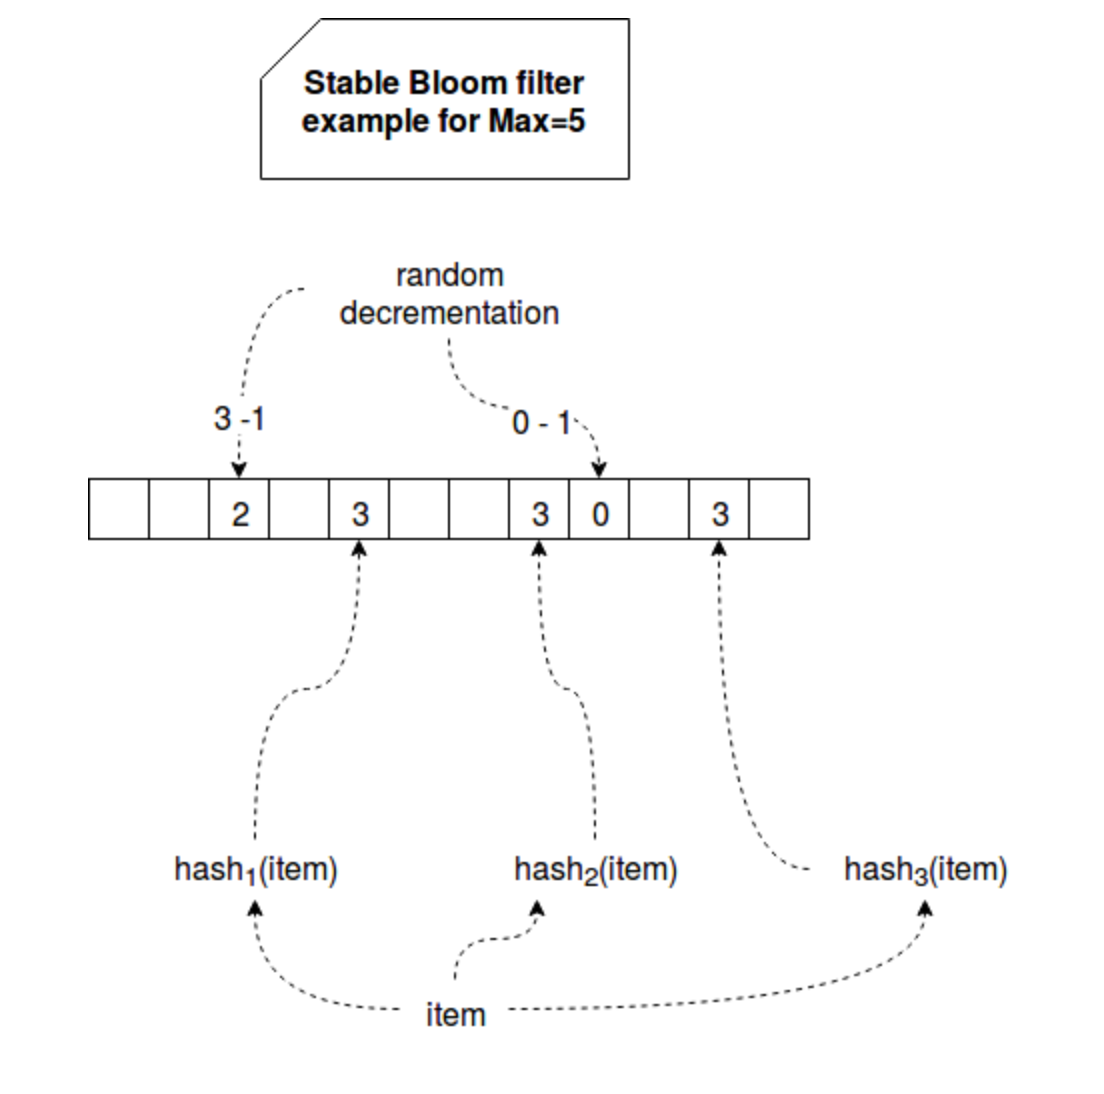 Stable Bloom filter
example for Max=5
random
decrementation
3 -1
0 - 1
2 3 3 0 3
hash₁(item) hash₂(item) hash₃(item)
item